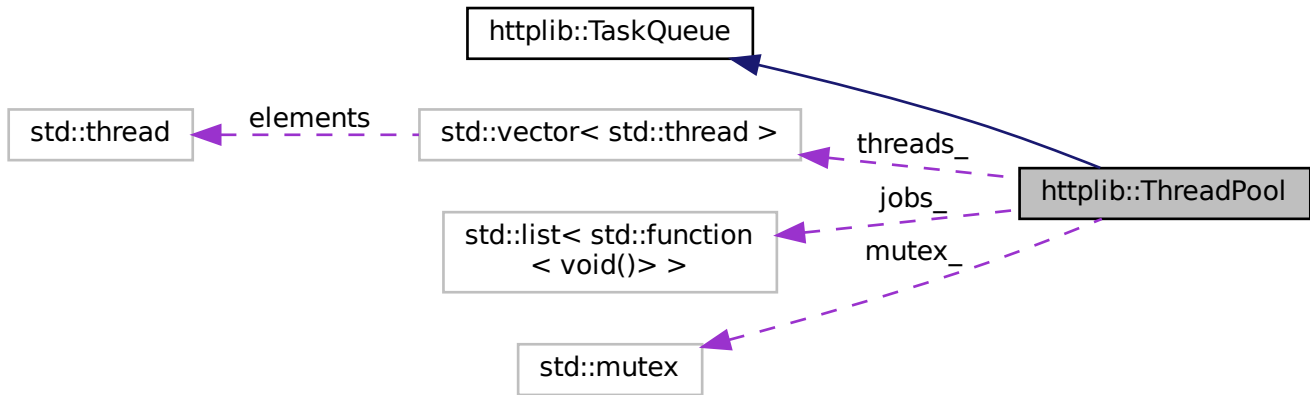 httplib::TaskQueue
std::thread
elements
std::vector< std::thread >
threads_
httplib::ThreadPool
jobs_
std::list< std::function
< void()> >
mutex_
std::mutex